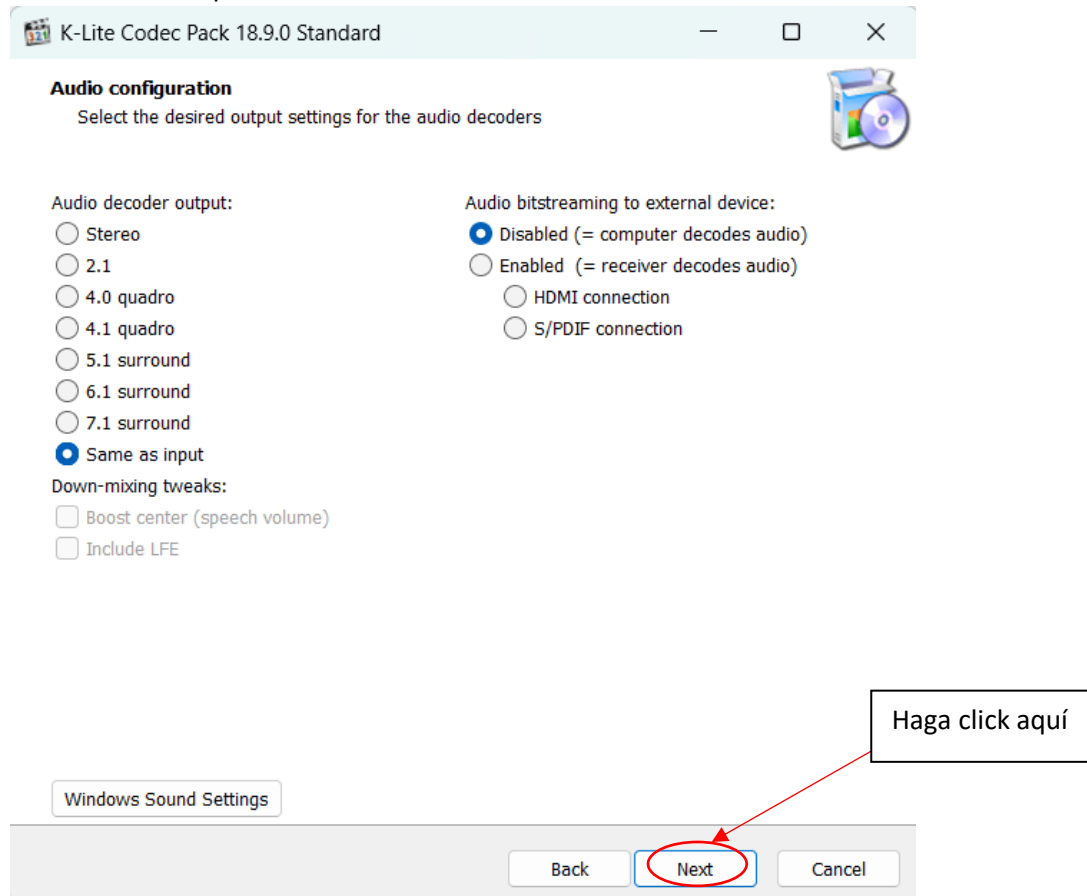 K-Lite Codec Pack 18.9.0 Standard
Audio configuration
Select the desired output settings for the audio decoders
Audio decoder output:
Stereo
2.1
4.0 quadro
4.1 quadro
5.1 surround
6.1 surround
7.1 surround
Same as input
Down-mixing tweaks:
Boost center (speech volume)
Include LFE
Audio bitstreaming to external device:
Disabled (= computer decodes audio)
Enabled (= receiver decodes audio)
HDMI connection
S/PDIF connection
Haga click aquí
Windows Sound Settings
Back
Next
Cancel